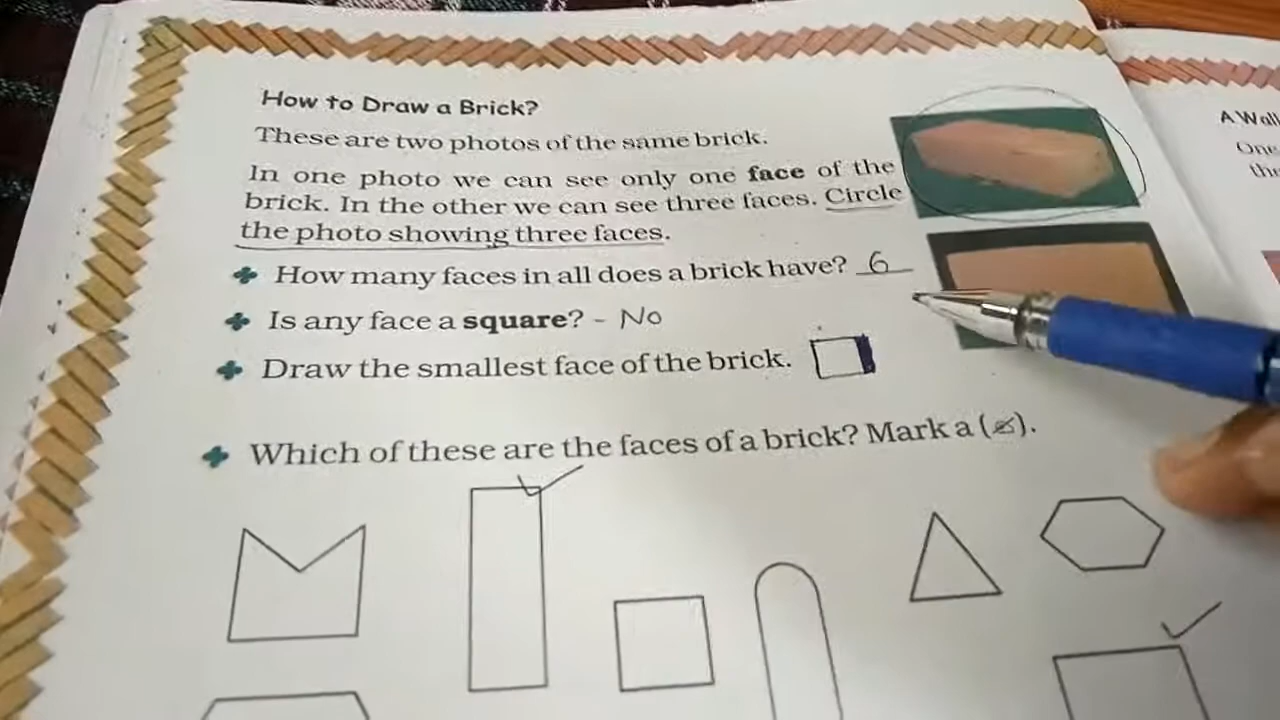 How to Draw a Brick?
These are two photos of the same brick.
In one photo we can see only one face of the
brick. In the other we can see three faces. Circle
the photo showing three faces.
How many faces in all does a brick have? 6
Is any face a square? - No
Draw the smallest face of the brick.
Which of these are the faces of a brick? Mark a (✓).
A Wall
One
the